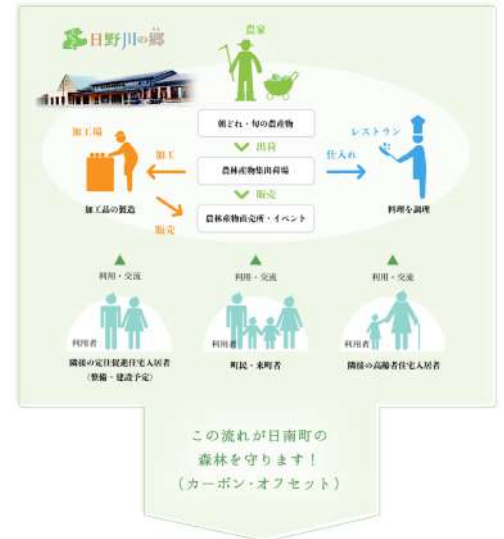 日野川の郷
農家
朝どれ・旬の農産物
出荷
加工場
加工
農林産物集出荷場
仕入れ
レストラン
販売
加工品の製造
販売
農林産物直売所・イベント
料理を調理
利用・交流
利用・交流
利用・交流
利用者
利用者
利用者
隣接の定住促進住宅入居者
(整備・建設予定)
町民・来町者
隣接の高齢者住宅入居者
この流れが日南町の
森林を守ります！
(カーボン・オフセット)